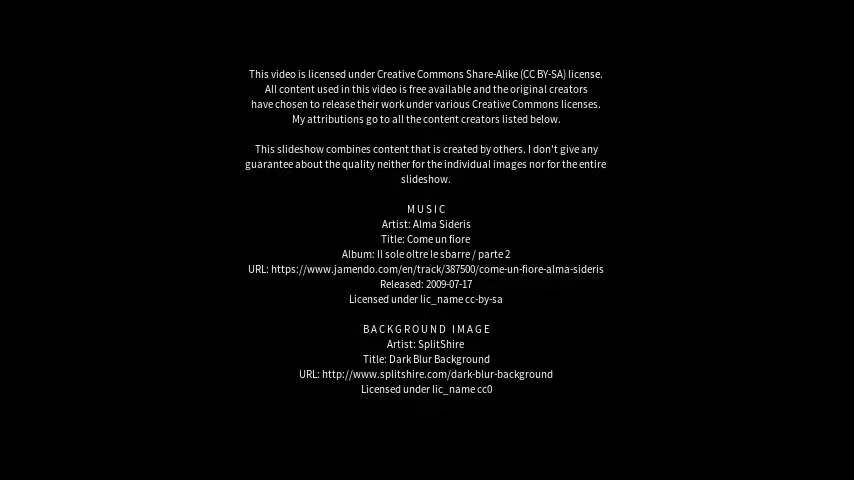 This video is licensed under Creative Commons Share-Alike (CC BY-SA) license.
All content used in this video is free available and the original creators
have chosen to release their work under various Creative Commons licenses.
My attributions go to all the content creators listed below.
This slideshow combines content that is created by others. I don't give any
guarantee about the quality neither for the individual images nor for the entire
slideshow.
MUSIC
Artist: Alma Sideris
Title: Come un fiore
Album: Il sole oltre le sbarre / parte 2
URL: https://www.jamendo.com/en/track/387500/come-un-fiore-alma-sideris
Released: 2009-07-17
Licensed under lic_name cc-by-sa
BACKGROUND IMAGE
Artist: SplitShire
Title: Dark Blur Background
URL: http://www.splitshire.com/dark-blur-background
Licensed under lic_name cc0